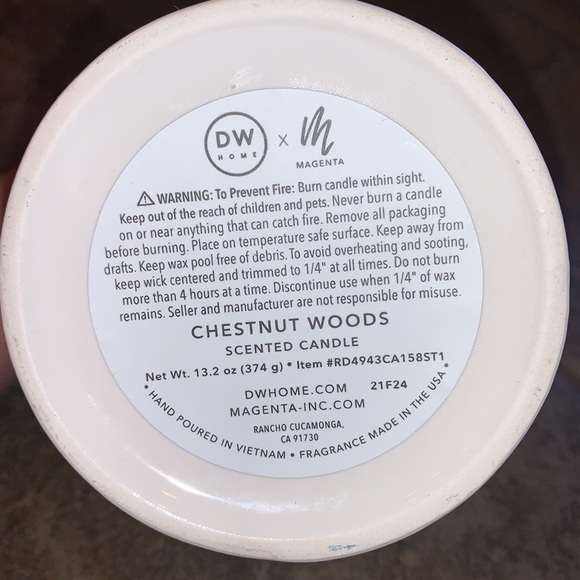 DW HOME x M MAGENTA
⚠ WARNING: To Prevent Fire: Burn candle within sight.
Keep out of the reach of children and pets. Never burn a candle
on or near anything that can catch fire. Remove all packaging
before burning. Place on temperature safe surface. Keep away from
drafts. Keep wax pool free of debris. To avoid overheating and sooting,
keep wick centered and trimmed to 1/4" at all times. Do not burn
more than 4 hours at a time. Discontinue use when 1/4" of wax
remains. Seller and manufacturer are not responsible for misuse.
CHESTNUT WOODS
SCENTED CANDLE
Net Wt. 13.2 oz (374 g) • Item #RD4943CA158ST1
DWHOME.COM 21F24
MAGENTA-INC.COM
RANCHO CUCAMONGA,
CA 91730
• HAND POURED IN VIETNAM • FRAGRANCE MADE IN THE USA •